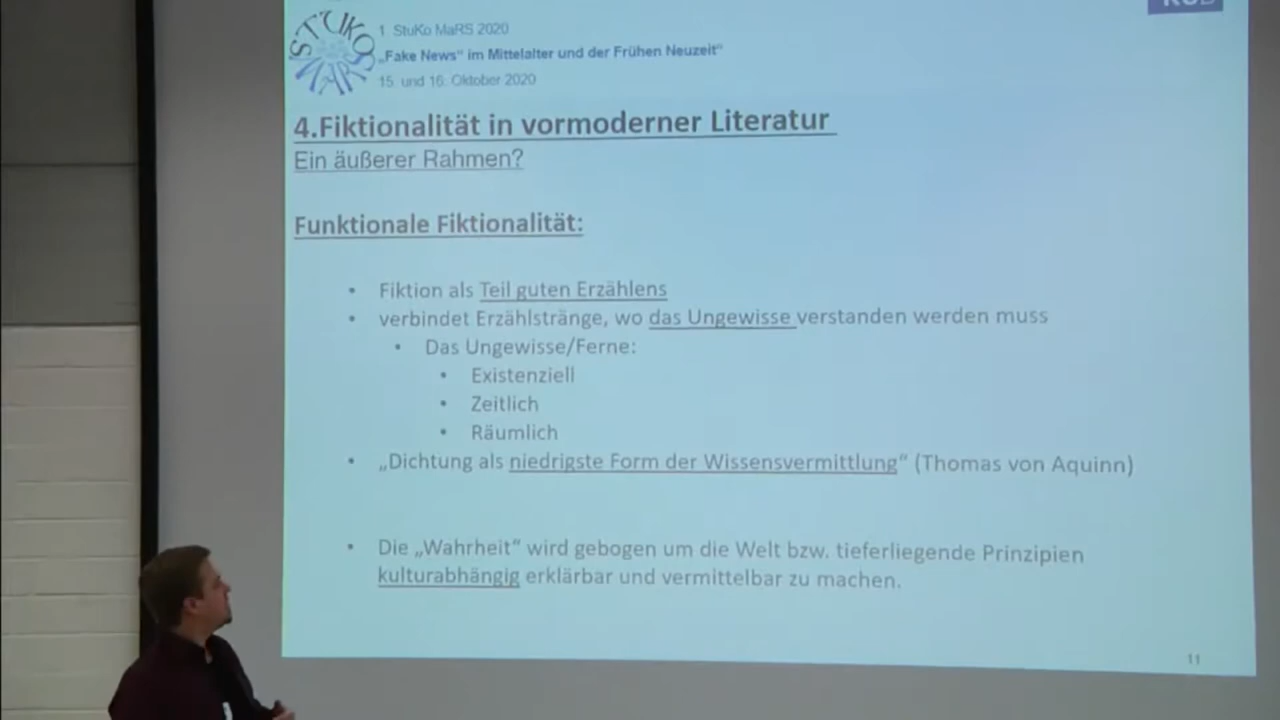 STUKO
MARS
1. StuKo MaRS 2020
„Fake News“ im Mittelalter und der Frühen Neuzeit“
15. und 16. Oktober 2020
4.Fiktionalität in vormoderner Literatur
Ein äußerer Rahmen?
Funktionale Fiktionalität:
• Fiktion als Teil guten Erzählens
• verbindet Erzählstränge, wo das Ungewisse verstanden werden muss
• Das Ungewisse/Ferne:
• Existenziell
• Zeitlich
• Räumlich
• „Dichtung als niedrigste Form der Wissensvermittlung“ (Thomas von Aquinn)
• Die „Wahrheit“ wird gebogen um die Welt bzw. tieferliegende Prinzipien
kulturabhängig erklärbar und vermittelbar zu machen.
11